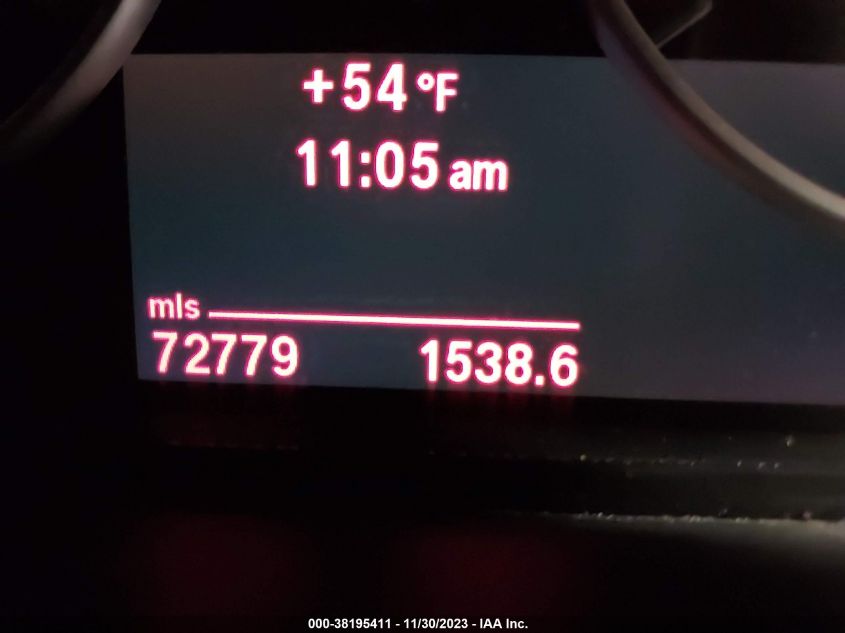 +54 °F
11:05 am
mls
72779 1538.6
000-38195411 - 11/30/2023 - IAA Inc.